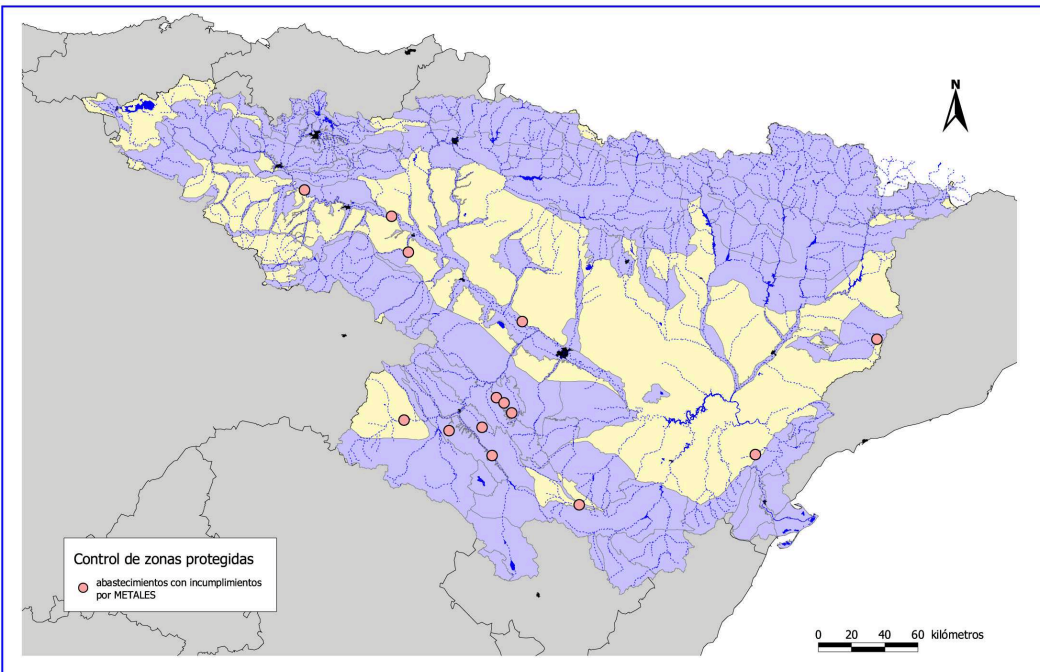 N
Control de zonas protegidas
abastecimientos con incumplimientos
por METALES
0 20 40 60 kilómetros